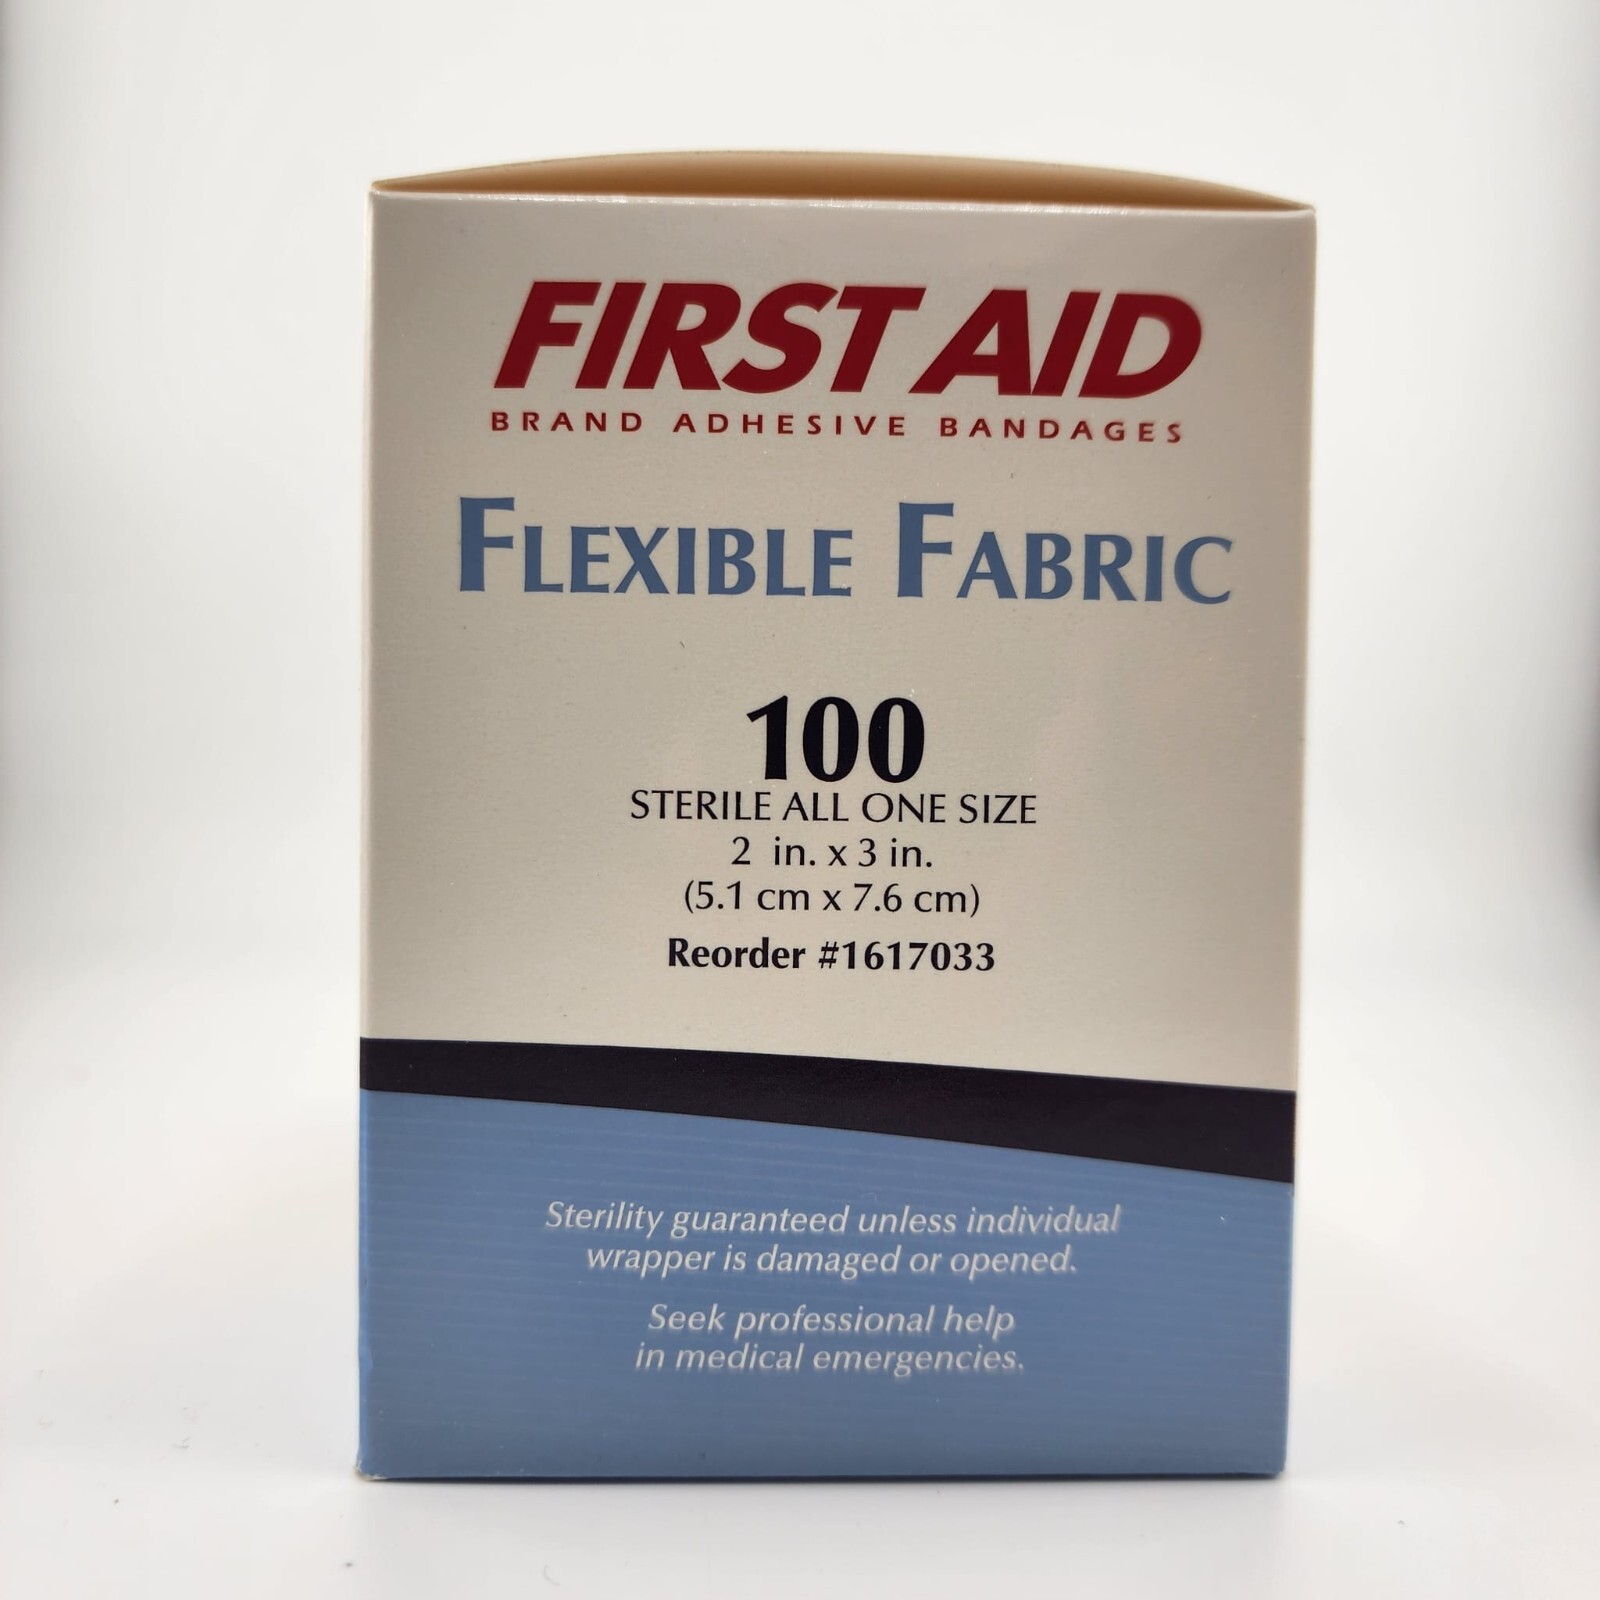 FIRST AID
BRAND ADHESIVE BANDAGES
FLEXIBLE FABRIC
100
STERILE ALL ONE SIZE
2 in. x 3 in.
(5.1 cm x 7.6 cm)
Reorder #1617033
Sterility guaranteed unless individual
wrapper is damaged or opened.
Seek professional help
in medical emergencies.